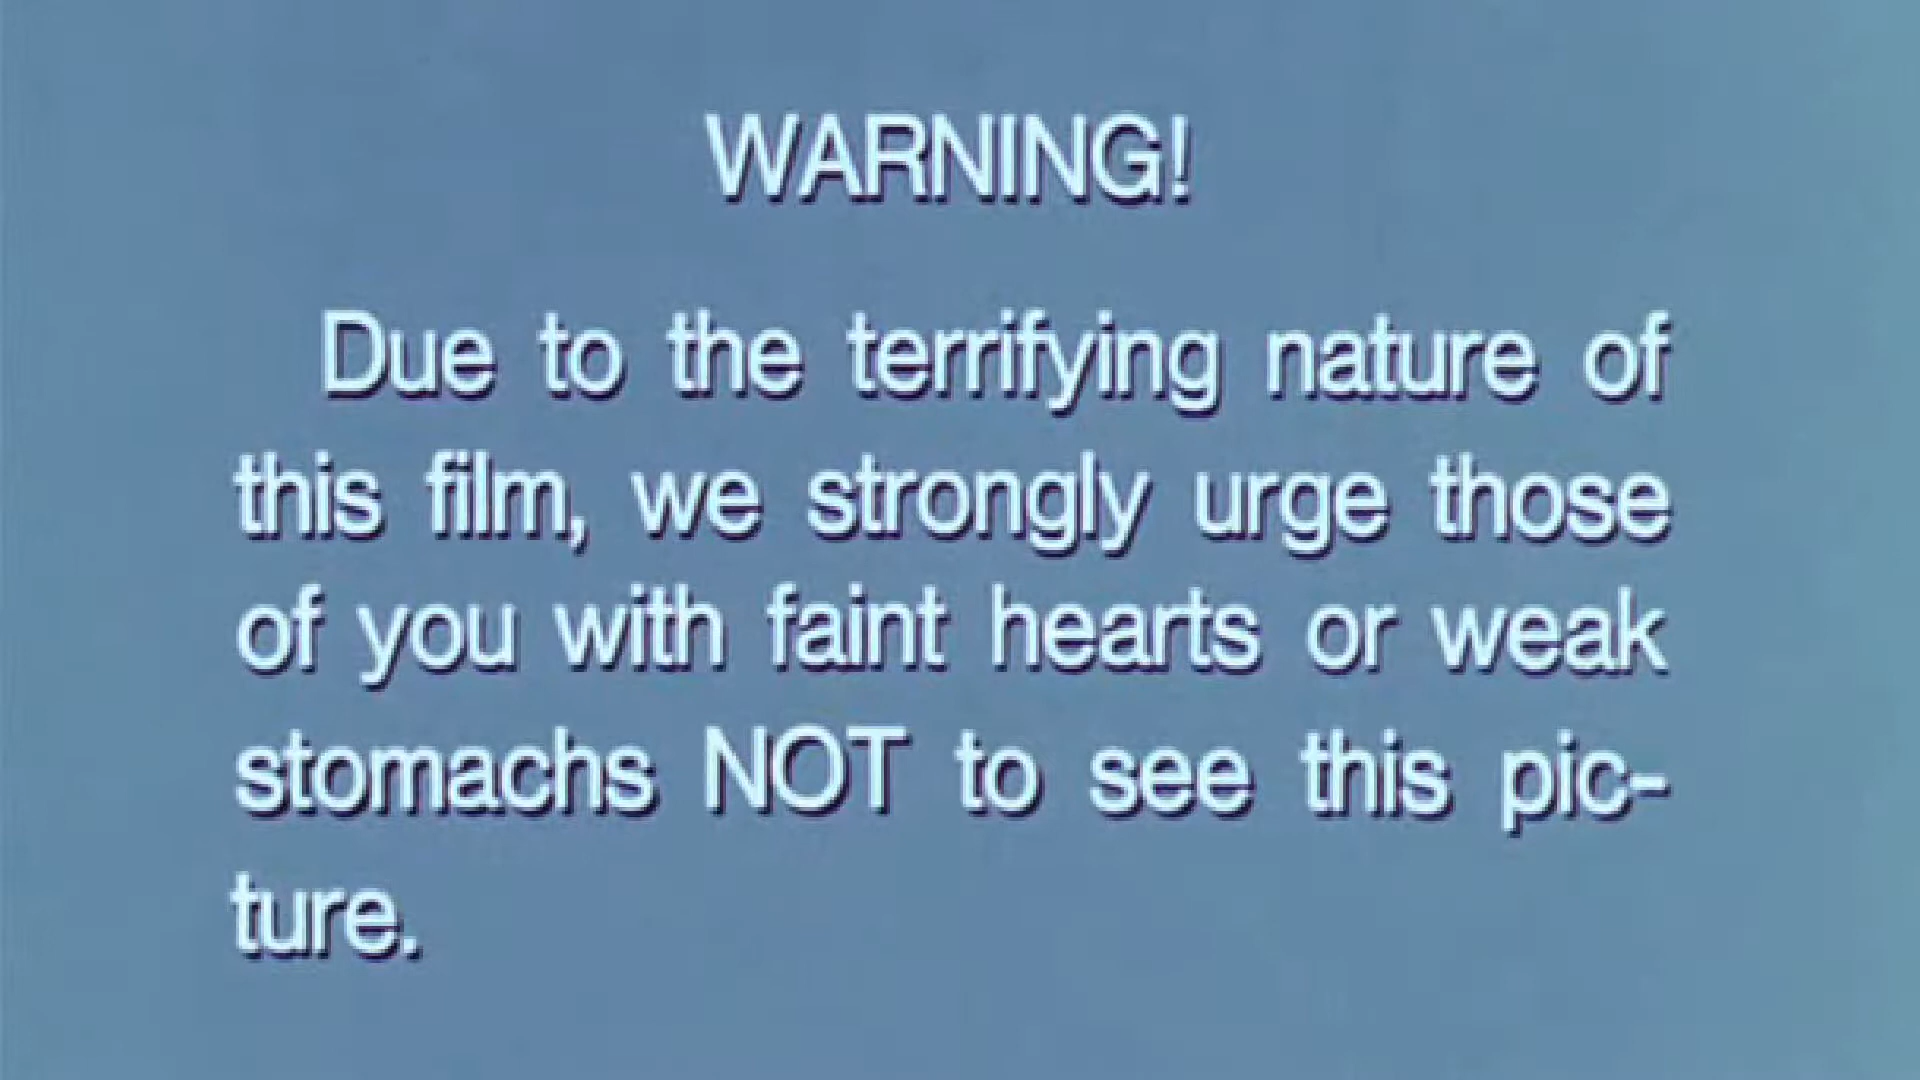 WARNING!
Due to the terrifying nature of
this film, we strongly urge those
of you with faint hearts or weak
stomachs NOT to see this pic-
ture.